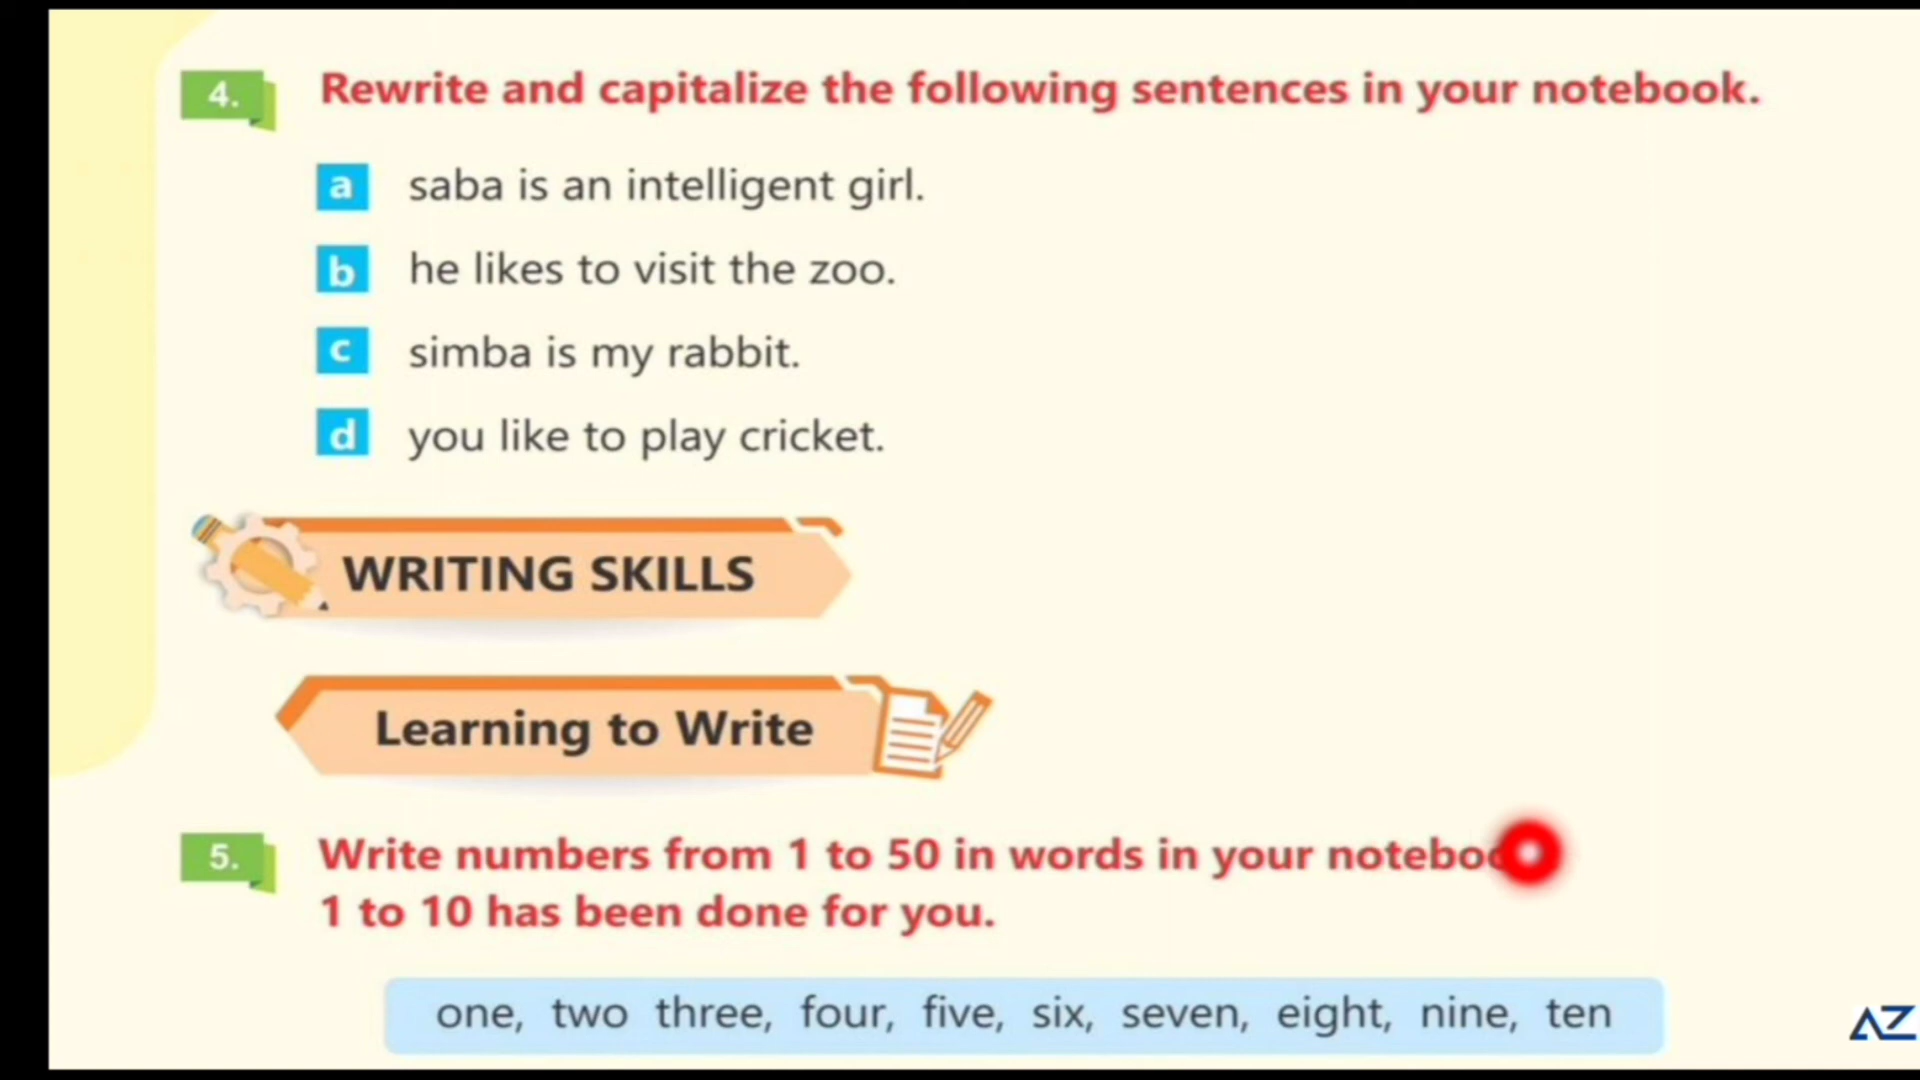 4. Rewrite and capitalize the following sentences in your notebook.
a saba is an intelligent girl.
b he likes to visit the zoo.
c simba is my rabbit.
d you like to play cricket.
WRITING SKILLS
Learning to Write
5. Write numbers from 1 to 50 in words in your
1 to 10 has been done for you.
one, two three, four, five, six, seven, eight, nine, ten
AZ